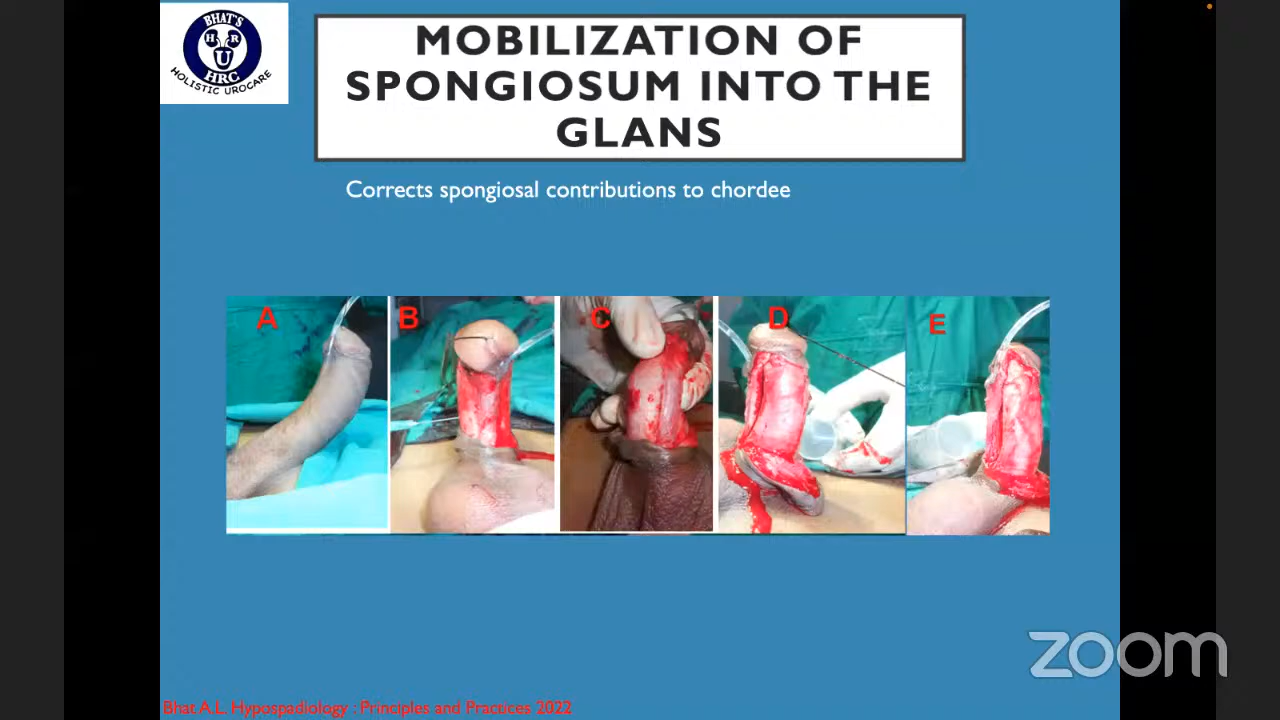 BHAT'S
H R
U
HRC
HOLISTIC UROCARE
MOBILIZATION OF
SPONGIOSUM INTO THE
GLANS
Corrects spongiosal contributions to chordee
A B C D E
zoom
Bhat A.L. Hypospadiology : Principles and Practices 2022